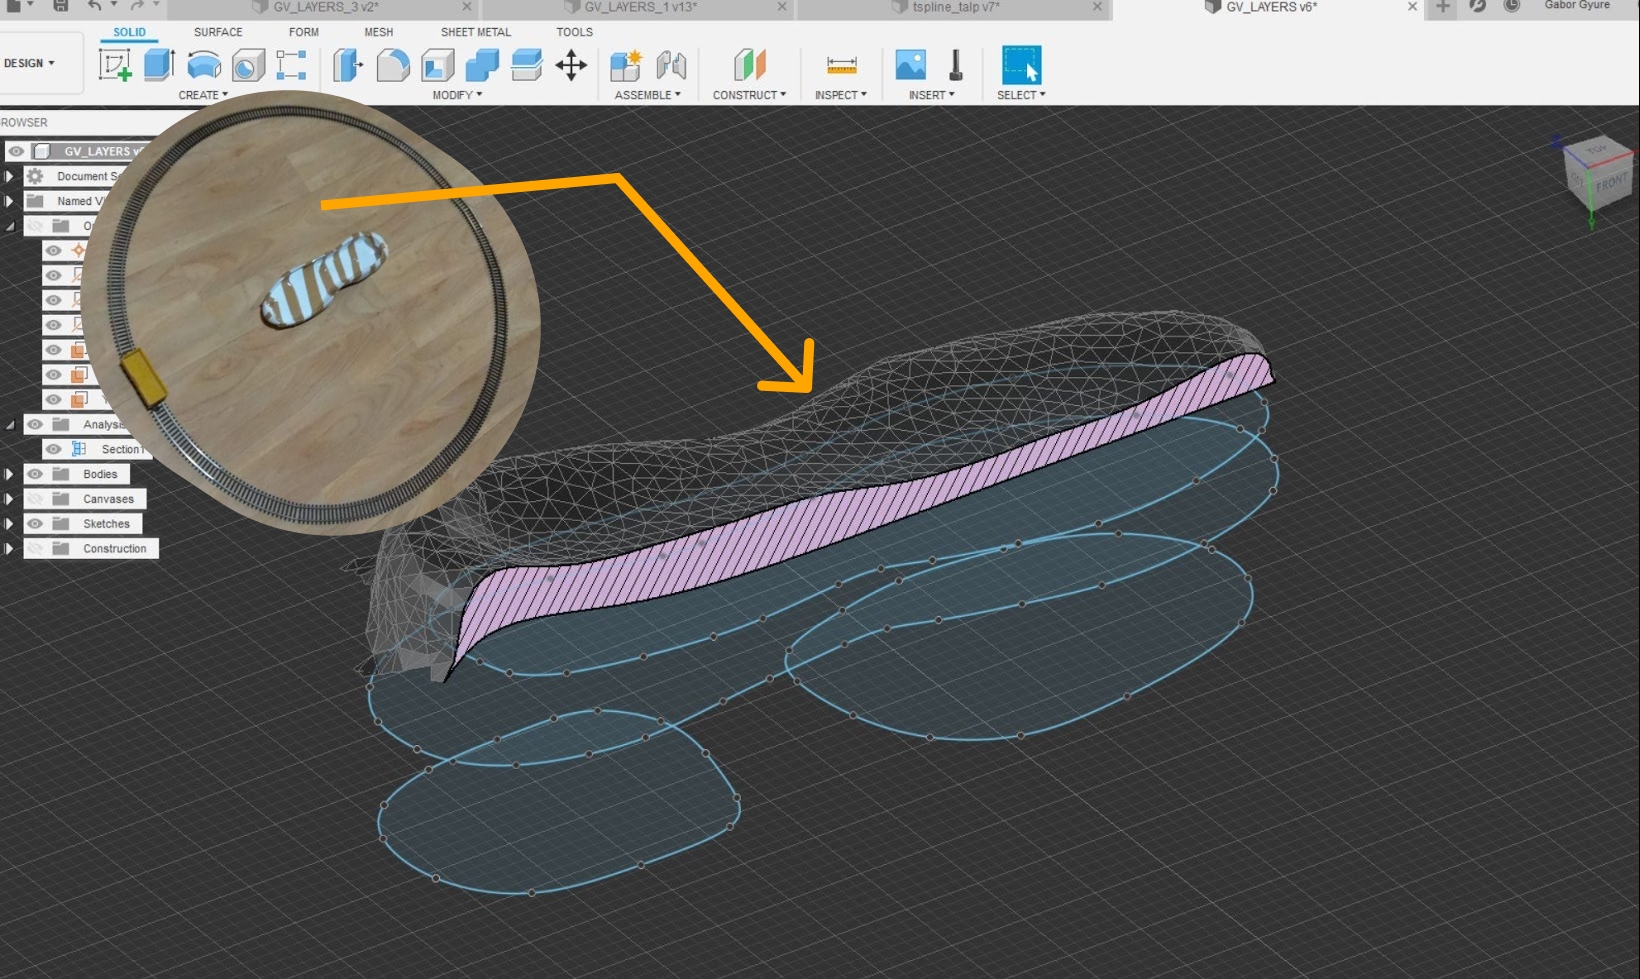 GV_LAYERS_3 v2*
GV_LAYERS_1 v13*
tspline_talp v7*
GV_LAYERS v6*
Gabor Gyure
SOLID
SURFACE
FORM
MESH
SHEET METAL
TOOLS
DESIGN
CREATE
MODIFY
ASSEMBLE
CONSTRUCT
INSPECT
INSERT
SELECT
ROWSER
GV_LAYERS v
Document S
Named V
O
Analysis
Section1
Bodies
Canvases
Sketches
Construction
TOP
FRONT